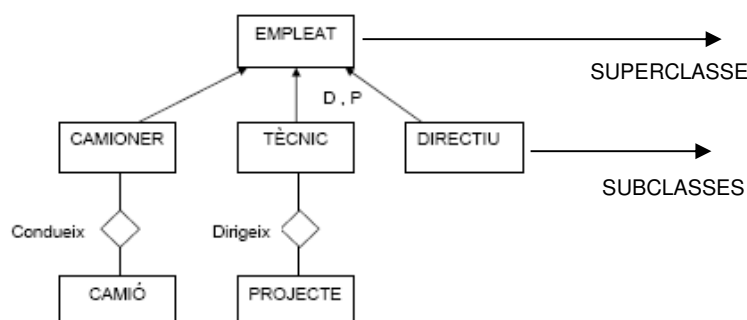 EMPLEAT
SUPERCLASSE
D , P
CAMIONER
TÈCNIC
DIRECTIU
SUBCLASSES
Condueix
Dirigeix
CAMIÓ
PROJECTE